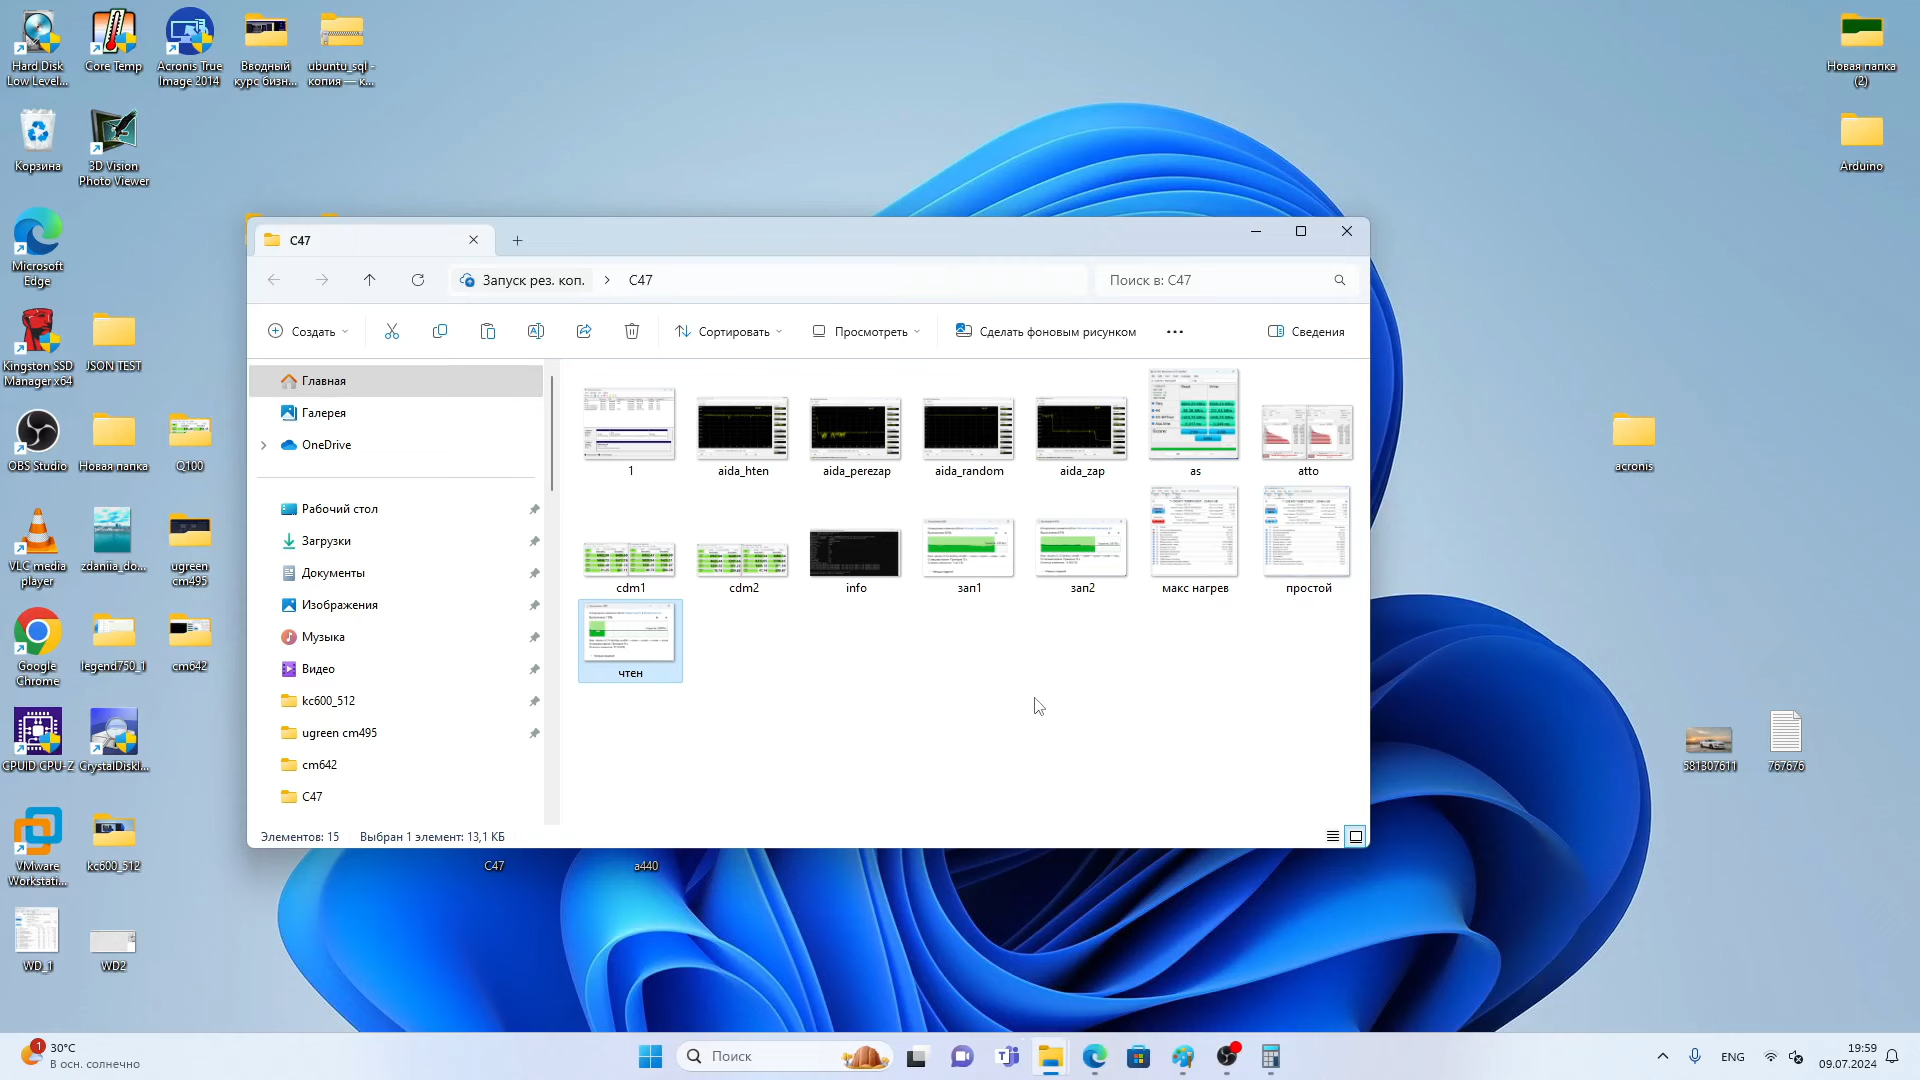 Hard Disk
Low Level...
Core Temp
Acronis True
Image 2014
Вводный
курс бизн...
ubuntu_sql -
копия — к...
Новая папка
(2)
Корзина
3D Vision
Photo Viewer
Arduino
Microsoft
Edge
Kingston SSD
Manager x64
JSON TEST
OBS Studio
Новая папка
Q100
acronis
VLC media
player
zdaniia_do...
ugreen
cm495
Google
Chrome
legend750_1
cm642
CPUID CPU-Z
CrystalDiskI...
581307611
767676
VMware
Workstati...
kc600_512
C47
a440
WD_1
WD2
C47
Запуск рез. коп.
C47
Поиск в: C47
Создать
Сортировать
Просмотреть
Сделать фоновым рисунком
Сведения
Главная
Галерея
OneDrive
Рабочий стол
Загрузки
Документы
Изображения
Музыка
Видео
kc600_512
ugreen cm495
cm642
C47
1
aida_hten
aida_perezap
aida_random
aida_zap
as
atto
cdm1
cdm2
info
зап1
зап2
макс нагрев
простой
чтен
Элементов: 15
Выбран 1 элемент: 13,1 КБ
1
30°C
В осн. солнечно
Поиск
ENG
19:59
09.07.2024